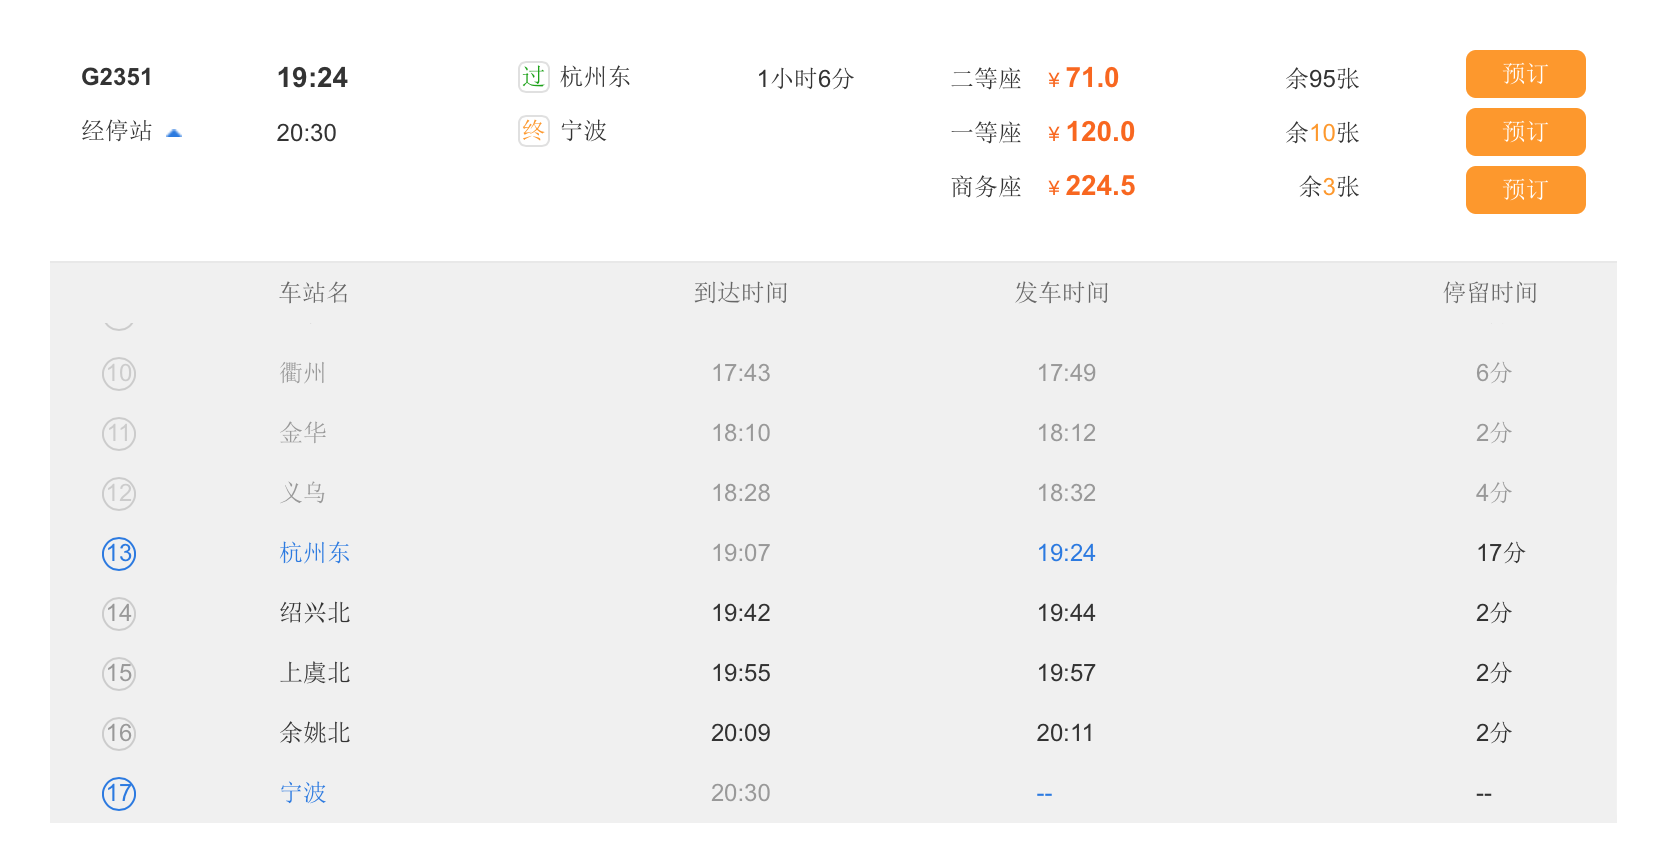 G2351 19:24 过 杭州东 1小时6分 二等座 ¥71.0 余95张 预订
经停站 20:30 终 宁波 一等座 ¥120.0 余10张 预订
商务座 ¥224.5 余3张 预订
车站名 到达时间 发车时间 停留时间
10 衢州 17:43 17:49 6分
11 金华 18:10 18:12 2分
12 义乌 18:28 18:32 4分
13 杭州东 19:07 19:24 17分
14 绍兴北 19:42 19:44 2分
15 上虞北 19:55 19:57 2分
16 余姚北 20:09 20:11 2分
17 宁波 20:30 -- --